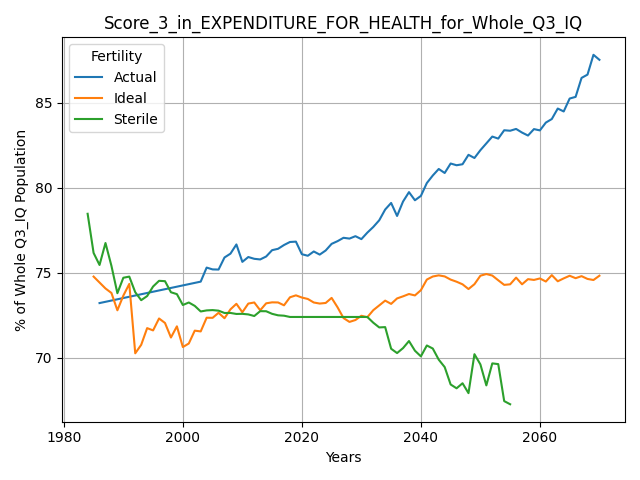 Score_3_in_EXPENDITURE_FOR_HEALTH_for_Whole_Q3_IQ
Fertility
Actual
Ideal
Sterile
% of Whole Q3_IQ Population
85
80
75
70
1980
2000
2020
2040
2060
Years